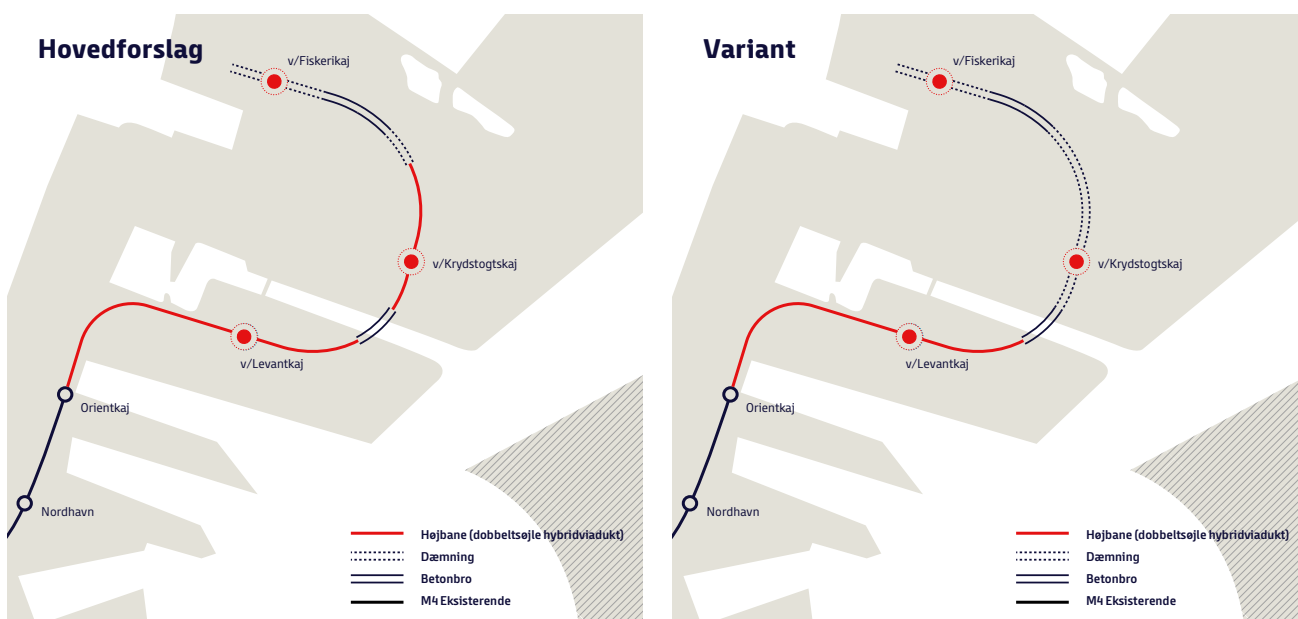 Hovedforslag
v/Fiskerikaj
v/Krydstogtskaj
v/Levantkaj
Orientkaj
Nordhavn
Højbane (dobbeltsøjle hybridviadukt)
Dæmning
Betonbro
M4 Eksisterende
Variant
v/Fiskerikaj
v/Krydstogtskaj
v/Levantkaj
Orientkaj
Nordhavn
Højbane (dobbeltsøjle hybridviadukt)
Dæmning
Betonbro
M4 Eksisterende